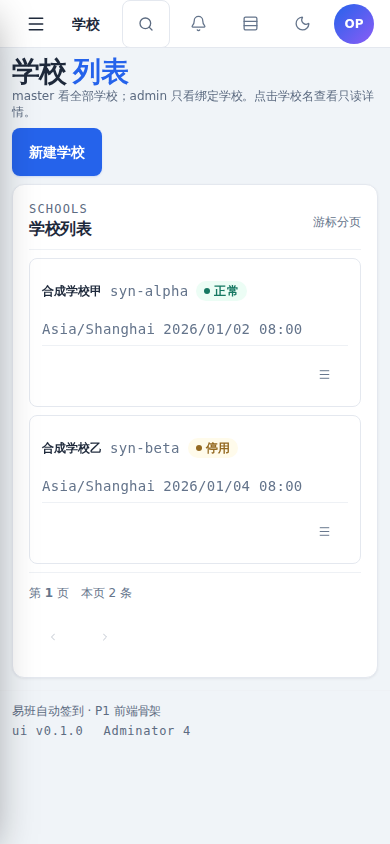 学校
OP
学校 列表
master 看全部学校；admin 只看绑定学校。点击学校名查看只读详
情。
新建学校
SCHOOLS
学校列表
游标分页
合成学校甲 syn-alpha 正常
Asia/Shanghai 2026/01/02 08:00
合成学校乙 syn-beta 停用
Asia/Shanghai 2026/01/04 08:00
第 1 页 本页 2 条
易班自动签到 · P1 前端骨架
ui v0.1.0 Adminator 4